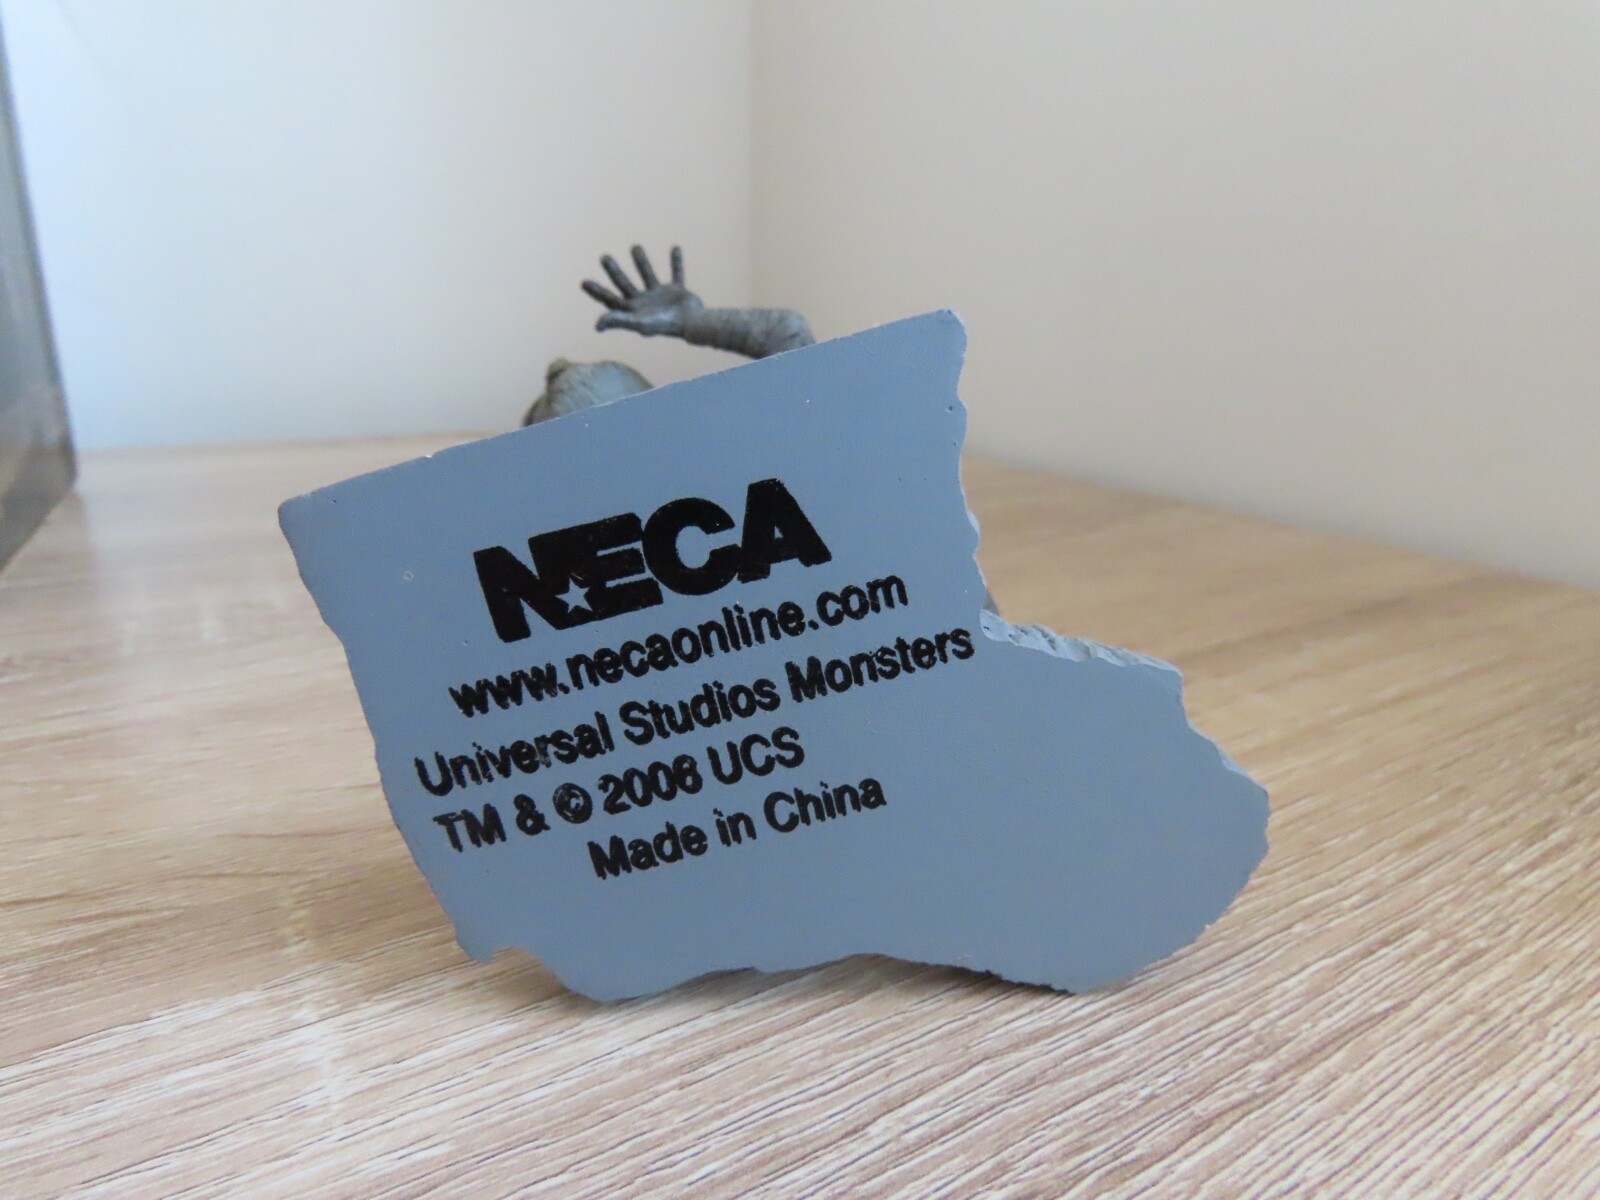 NECA
www.necaonline.com
Universal Studios Monsters
TM & © 2006 UCS
Made in China